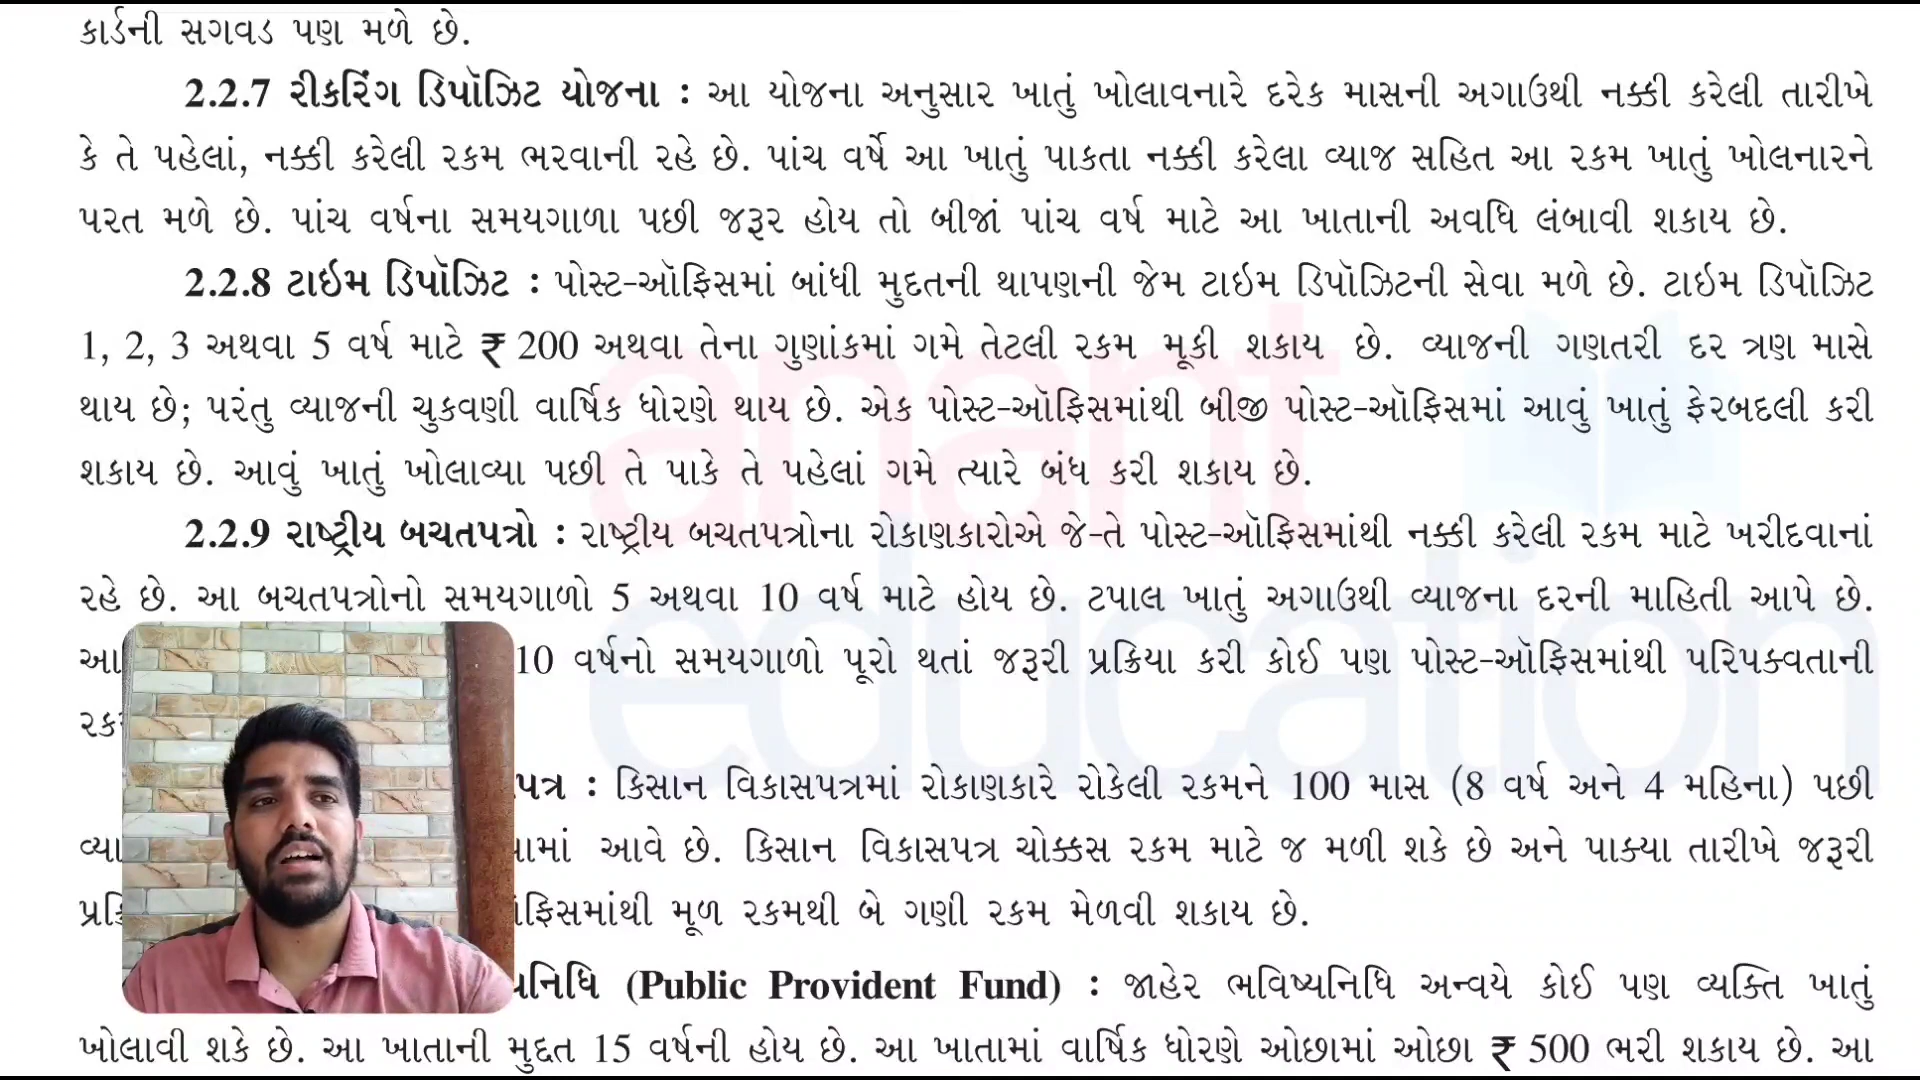 કાર્ડની સગવડ પણ મળે છે.
2.2.7 રીકરિંગ ડિપૉઝિટ યોજના : આ યોજના અનુસાર ખાતું ખોલાવનારે દરેક માસની અગાઉથી નક્કી કરેલી તારીખે
કે તે પહેલાં, નક્કી કરેલી રકમ ભરવાની રહે છે. પાંચ વર્ષે આ ખાતું પાકતા નક્કી કરેલા વ્યાજ સહિત આ રકમ ખાતું ખોલનારને
પરત મળે છે. પાંચ વર્ષના સમયગાળા પછી જરૂર હોય તો બીજાં પાંચ વર્ષ માટે આ ખાતાની અવધિ લંબાવી શકાય છે.
2.2.8 ટાઇમ ડિપૉઝિટ : પોસ્ટ-ઑફિસમાં બાંધી મુદતની થાપણની જેમ ટાઇમ ડિપૉઝિટની સેવા મળે છે. ટાઇમ ડિપૉઝિટ
1, 2, 3 અથવા 5 વર્ષ માટે ₹ 200 અથવા તેના ગુણાંકમાં ગમે તેટલી રકમ મૂકી શકાય છે. વ્યાજની ગણતરી દર ત્રણ માસે
થાય છે; પરંતુ વ્યાજની ચુકવણી વાર્ષિક ધોરણે થાય છે. એક પોસ્ટ-ઑફિસમાંથી બીજી પોસ્ટ-ઑફિસમાં આવું ખાતું ફેરબદલી કરી
શકાય છે. આવું ખાતું ખોલાવ્યા પછી તે પાકે તે પહેલાં ગમે ત્યારે બંધ કરી શકાય છે.
2.2.9 રાષ્ટ્રીય બચતપત્રો : રાષ્ટ્રીય બચતપત્રોના રોકાણકારોએ જે-તે પોસ્ટ-ઑફિસમાંથી નક્કી કરેલી રકમ માટે ખરીદવાનાં
રહે છે. આ બચતપત્રોનો સમયગાળો 5 અથવા 10 વર્ષ માટે હોય છે. ટપાલ ખાતું અગાઉથી વ્યાજના દરની માહિતી આપે છે.
આ 10 વર્ષનો સમયગાળો પૂરો થતાં જરૂરી પ્રક્રિયા કરી કોઈ પણ પોસ્ટ-ઑફિસમાંથી પરિપક્વતાની
પત્ર : કિસાન વિકાસપત્રમાં રોકાણકારે રોકેલી રકમને 100 માસ (8 વર્ષ અને 4 મહિના) પછી
આવે છે. કિસાન વિકાસપત્ર ચોક્કસ રકમ માટે જ મળી શકે છે અને પાક્યા તારીખે જરૂરી
ફિસમાંથી મૂળ રકમથી બે ગણી રકમ મેળવી શકાય છે.
નિધિ (Public Provident Fund) : જાહેર ભવિષ્યનિધિ અન્વયે કોઈ પણ વ્યક્તિ ખાતું
ખોલાવી શકે છે. આ ખાતાની મુદ્દત 15 વર્ષની હોય છે. આ ખાતામાં વાર્ષિક ધોરણે ઓછામાં ઓછા ₹ 500 ભરી શકાય છે. આ
anant
education